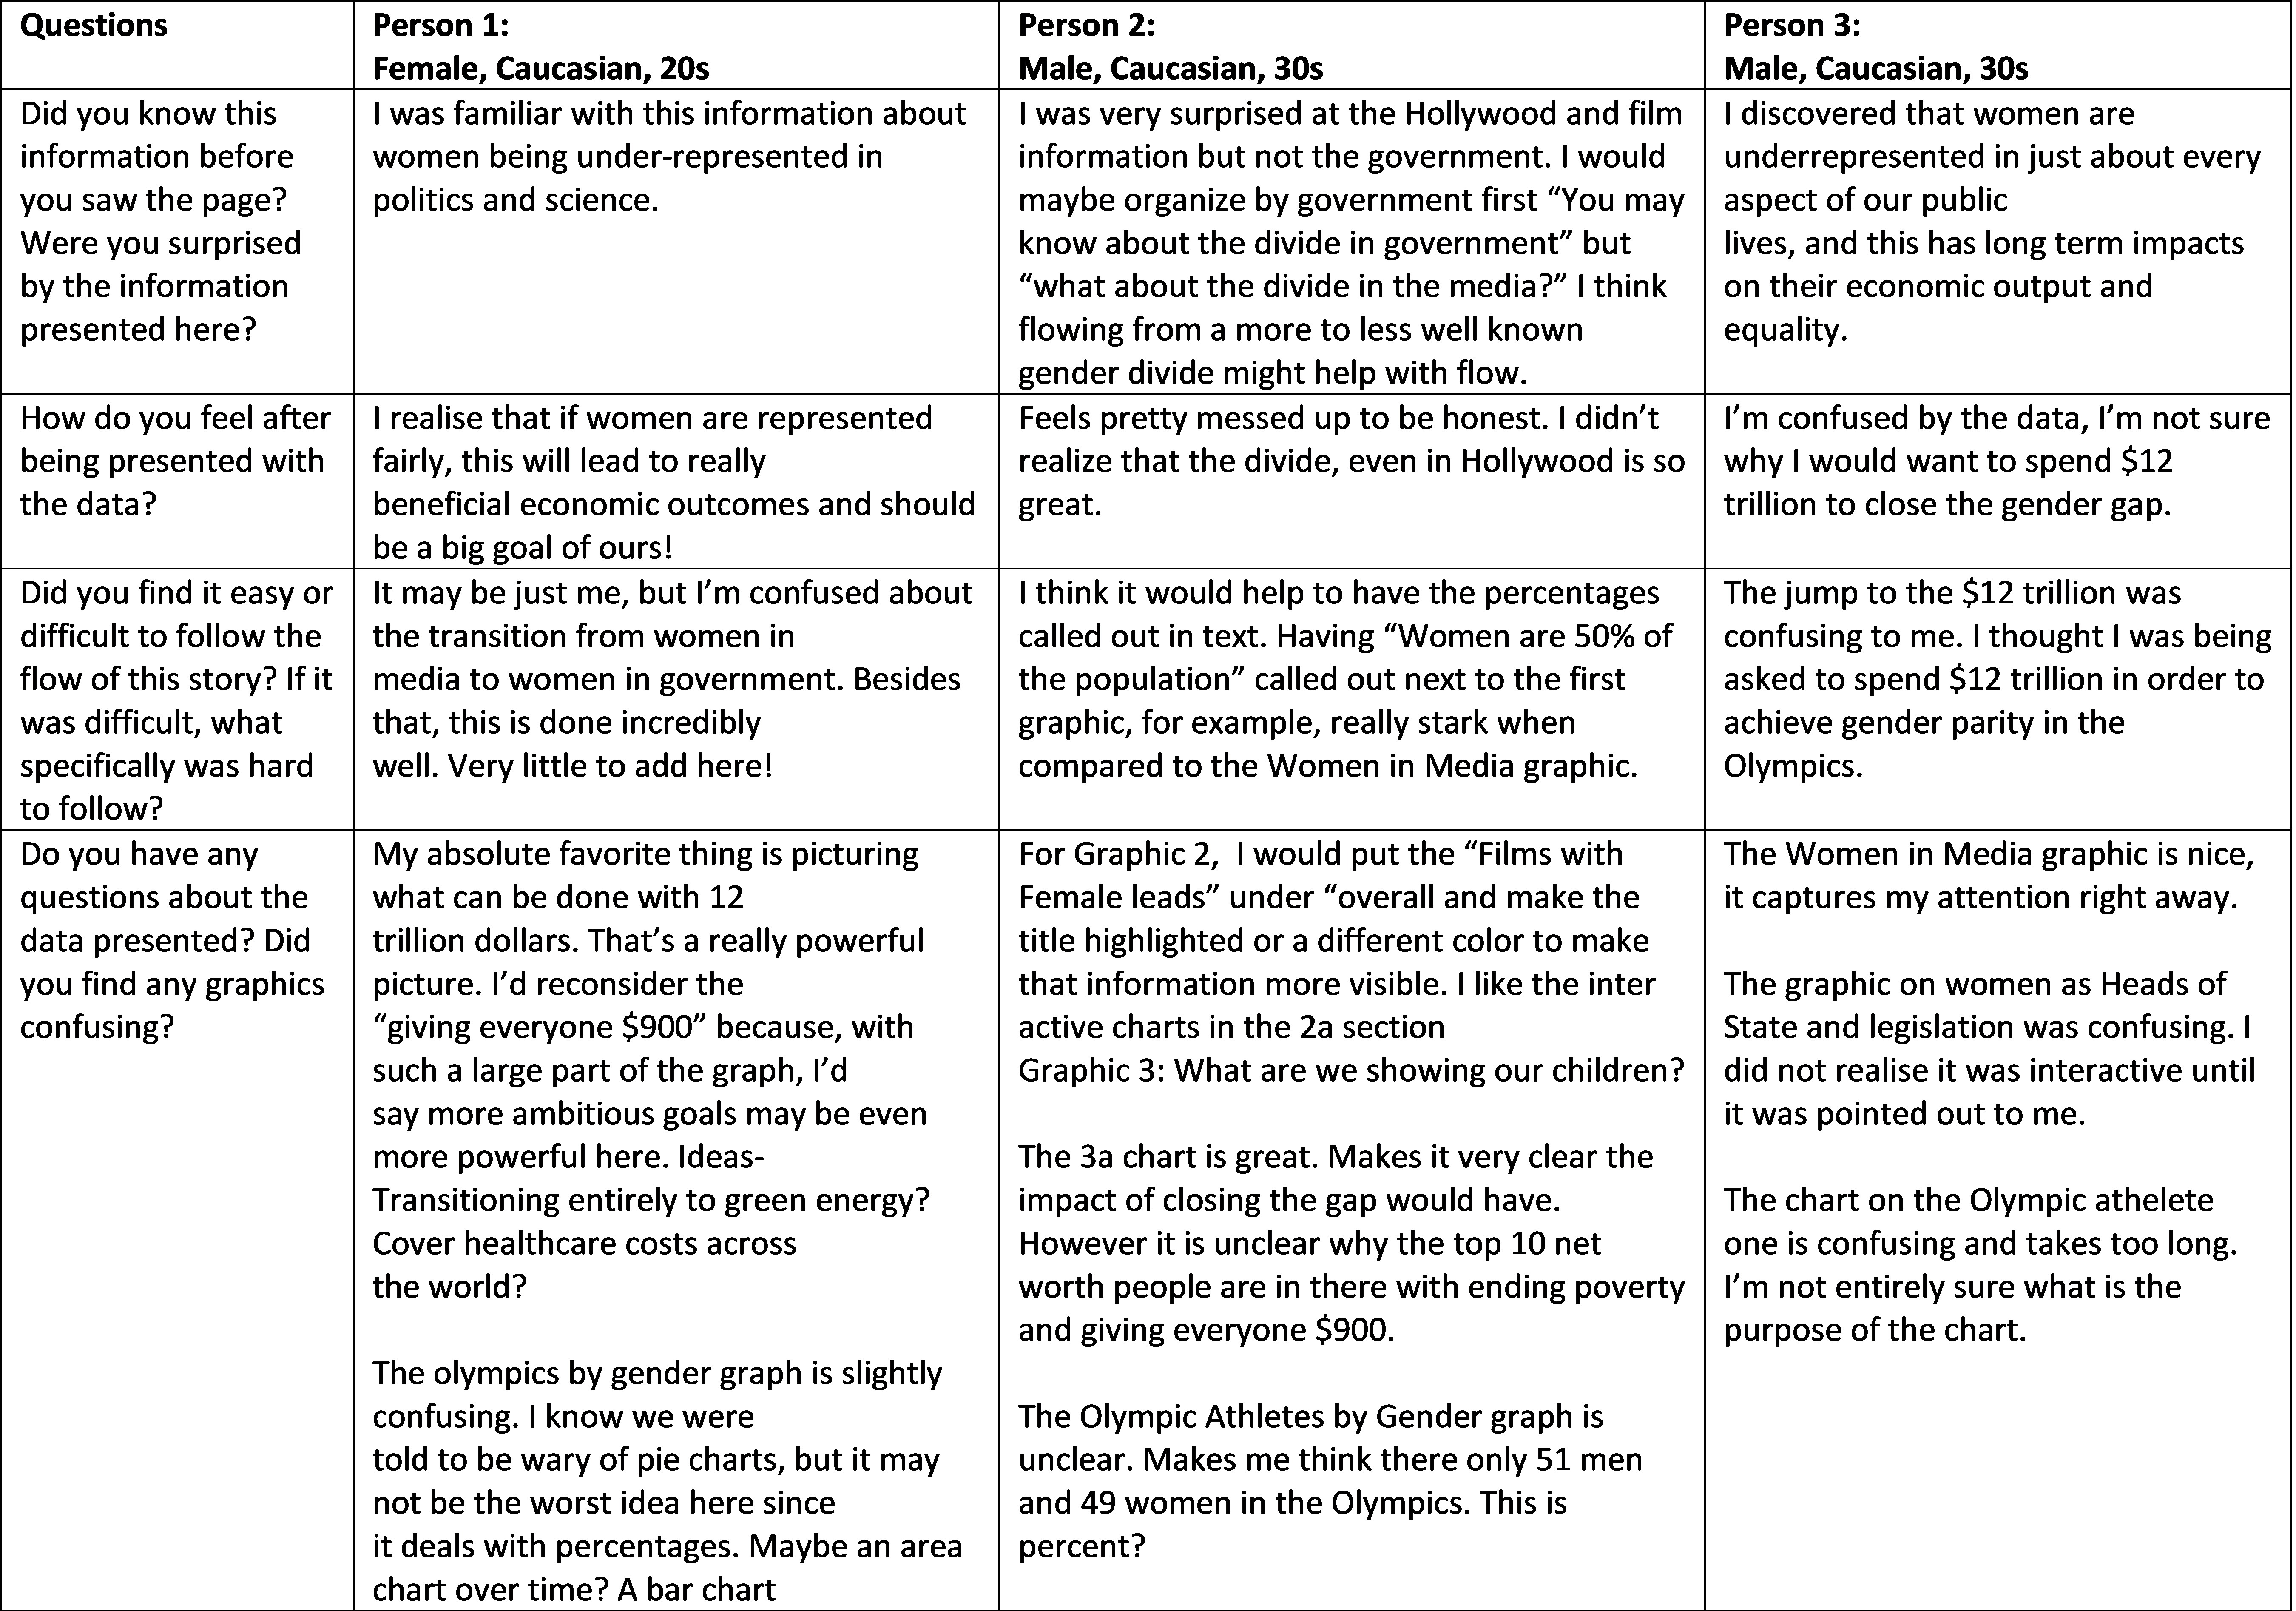 Questions
Person 1:
Female, Caucasian, 20s
Person 2:
Male, Caucasian, 30s
Person 3:
Male, Caucasian, 30s
Did you know this
information before
you saw the page?
Were you surprised
by the information
presented here?
I was familiar with this information about
women being under-represented in
politics and science.
I was very surprised at the Hollywood and film
information but not the government. I would
maybe organize by government first “You may
know about the divide in government” but
“what about the divide in the media?” I think
flowing from a more to less well known
gender divide might help with flow.
I discovered that women are
underrepresented in just about every
aspect of our public
lives, and this has long term impacts
on their economic output and
equality.
How do you feel after
being presented with
the data?
I realise that if women are represented
fairly, this will lead to really
beneficial economic outcomes and should
be a big goal of ours!
Feels pretty messed up to be honest. I didn’t
realize that the divide, even in Hollywood is so
great.
I’m confused by the data, I’m not sure
why I would want to spend $12
trillion to close the gender gap.
Did you find it easy or
difficult to follow the
flow of this story? If it
was difficult, what
specifically was hard
to follow?
It may be just me, but I’m confused about
the transition from women in
media to women in government. Besides
that, this is done incredibly
well. Very little to add here!
I think it would help to have the percentages
called out in text. Having “Women are 50% of
the population” called out next to the first
graphic, for example, really stark when
compared to the Women in Media graphic.
The jump to the $12 trillion was
confusing to me. I thought I was being
asked to spend $12 trillion in order to
achieve gender parity in the
Olympics.
Do you have any
questions about the
data presented? Did
you find any graphics
confusing?
My absolute favorite thing is picturing
what can be done with 12
trillion dollars. That’s a really powerful
picture. I’d reconsider the
“giving everyone $900” because, with
such a large part of the graph, I’d
say more ambitious goals may be even
more powerful here. Ideas-
Transitioning entirely to green energy?
Cover healthcare costs across
the world?
The olympics by gender graph is slightly
confusing. I know we were
told to be wary of pie charts, but it may
not be the worst idea here since
it deals with percentages. Maybe an area
chart over time? A bar chart
For Graphic 2,  I would put the “Films with
Female leads” under “overall and make the
title highlighted or a different color to make
that information more visible. I like the inter
active charts in the 2a section
Graphic 3: What are we showing our children?
The 3a chart is great. Makes it very clear the
impact of closing the gap would have.
However it is unclear why the top 10 net
worth people are in there with ending poverty
and giving everyone $900.
The Olympic Athletes by Gender graph is
unclear. Makes me think there only 51 men
and 49 women in the Olympics. This is
percent?
The Women in Media graphic is nice,
it captures my attention right away.
The graphic on women as Heads of
State and legislation was confusing. I
did not realise it was interactive until
it was pointed out to me.
The chart on the Olympic athelete
one is confusing and takes too long.
I’m not entirely sure what is the
purpose of the chart.